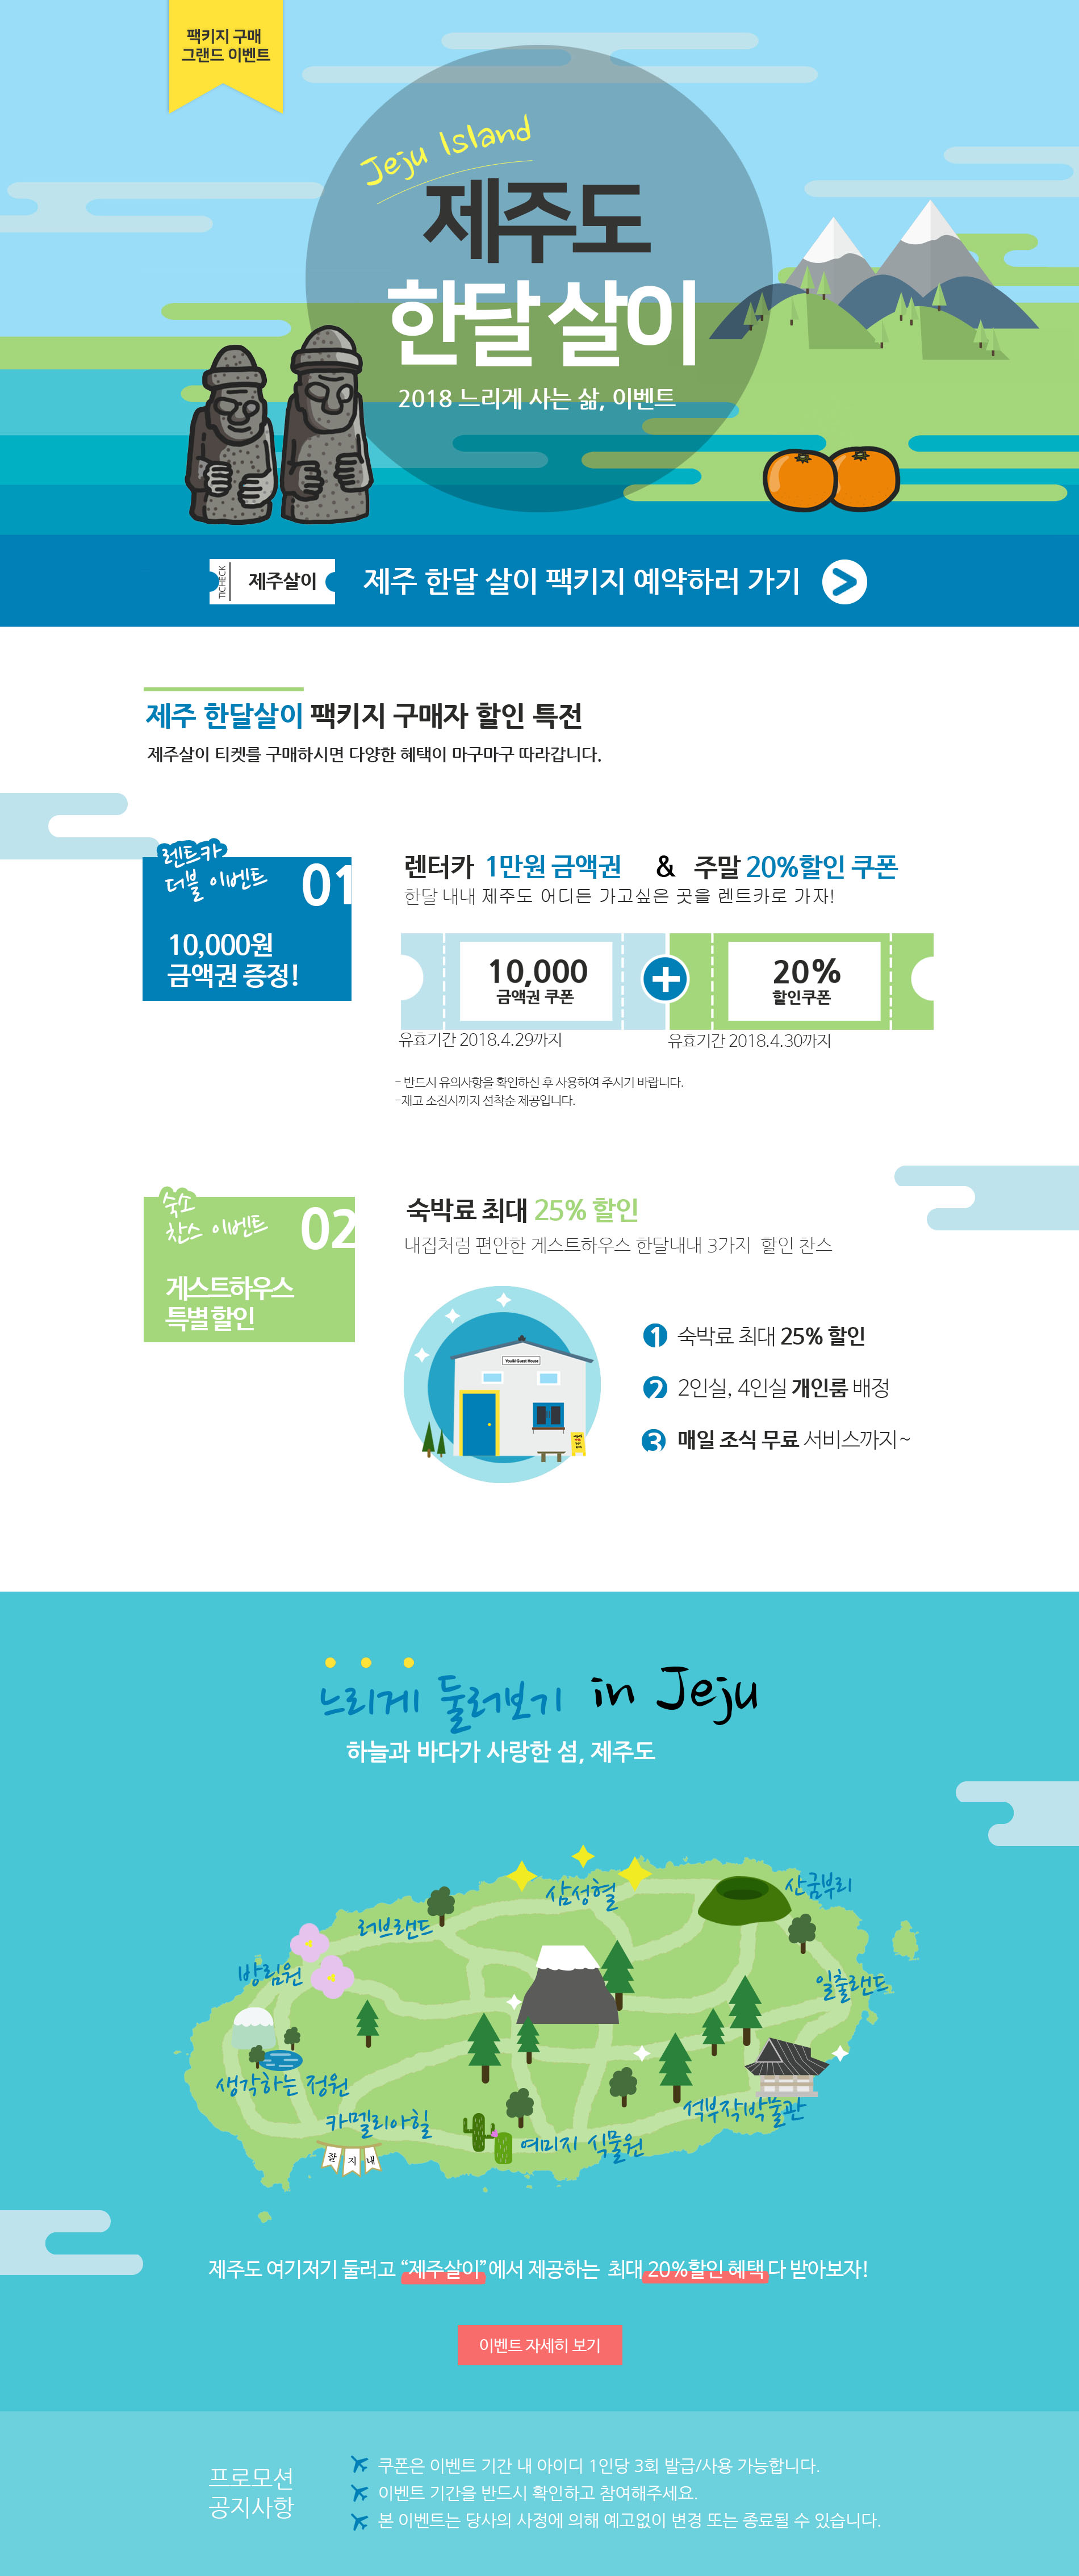 팩키지 구매
그랜드 이벤트
Jeju Island
제주도
한달 살이
2018 느리게 사는 삶, 이벤트
TICHECK
제주살이
제주 한달 살이 팩키지 예약하러 가기
제주 한달살이 팩키지 구매자 할인 특전
제주살이 티켓를 구매하시면 다양한 혜택이 마구마구 따라갑니다.
렌트카
더블 이벤트
01
10,000원
금액권 증정!
렌터카 1만원 금액권 & 주말 20%할인 쿠폰
한달 내내 제주도 어디든 가고싶은 곳을 렌트카로 가자!
10,000
금액권 쿠폰
20%
할인쿠폰
유효기간 2018.4.29까지
유효기간 2018.4.30까지
- 반드시 유의사항을 확인하신 후 사용하여 주시기 바랍니다.
-재고 소진시까지 선착순 제공입니다.
숙소
찬스 이벤트
02
게스트하우스
특별할인
숙박료 최대 25% 할인
내집처럼 편안한 게스트하우스 한달내내 3가지 할인 찬스
Guest House
1 숙박료 최대 25% 할인
2 2인실, 4인실 개인룸 배정
3 매일 조식 무료 서비스까지~
느리게 둘러보기 in Jeju
하늘과 바다가 사랑한 섬, 제주도
삼성혈
산굼부리
러브랜드
방림원
일출랜드
생각하는 정원
석부작박물관
카멜리아힐
예미지 식물원
잘 지 내
제주도 여기저기 둘러고 “제주살이”에서 제공하는 최대 20%할인 혜택 다 받아보자!
이벤트 자세히 보기
프로모션
공지사항
쿠폰은 이벤트 기간 내 아이디 1인당 3회 발급/사용 가능합니다.
이벤트 기간을 반드시 확인하고 참여해주세요.
본 이벤트는 당사의 사정에 의해 예고없이 변경 또는 종료될 수 있습니다.